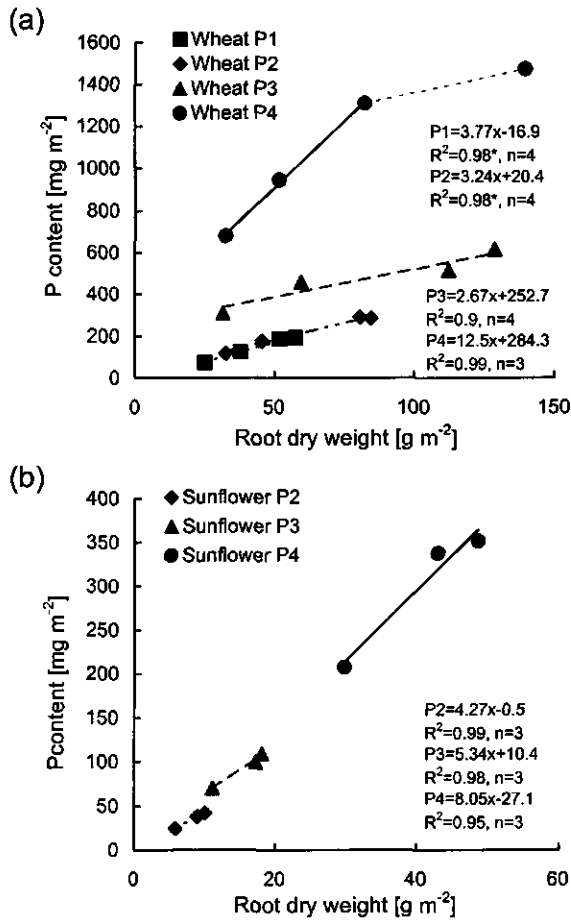 (a)
Wheat P1
Wheat P2
Wheat P3
Wheat P4
1600
1400
1200
1000
800
600
400
200
0
P content [mg m-2]
P1=3.77x-16.9
R2=0.98*, n=4
P2=3.24x+20.4
R2=0.98*, n=4
P3=2.67x+252.7
R2=0.9, n=4
P4=12.5x+284.3
R2=0.99, n=3
0 50 100 150
Root dry weight [g m-2]
(b)
Sunflower P2
Sunflower P3
Sunflower P4
400
350
300
250
200
150
100
50
0
Pcontent [mg m-2]
P2=4.27x-0.5
R2=0.99, n=3
P3=5.34x+10.4
R2=0.98, n=3
P4=8.05x-27.1
R2=0.95, n=3
0 20 40 60
Root dry weight [g m-2]